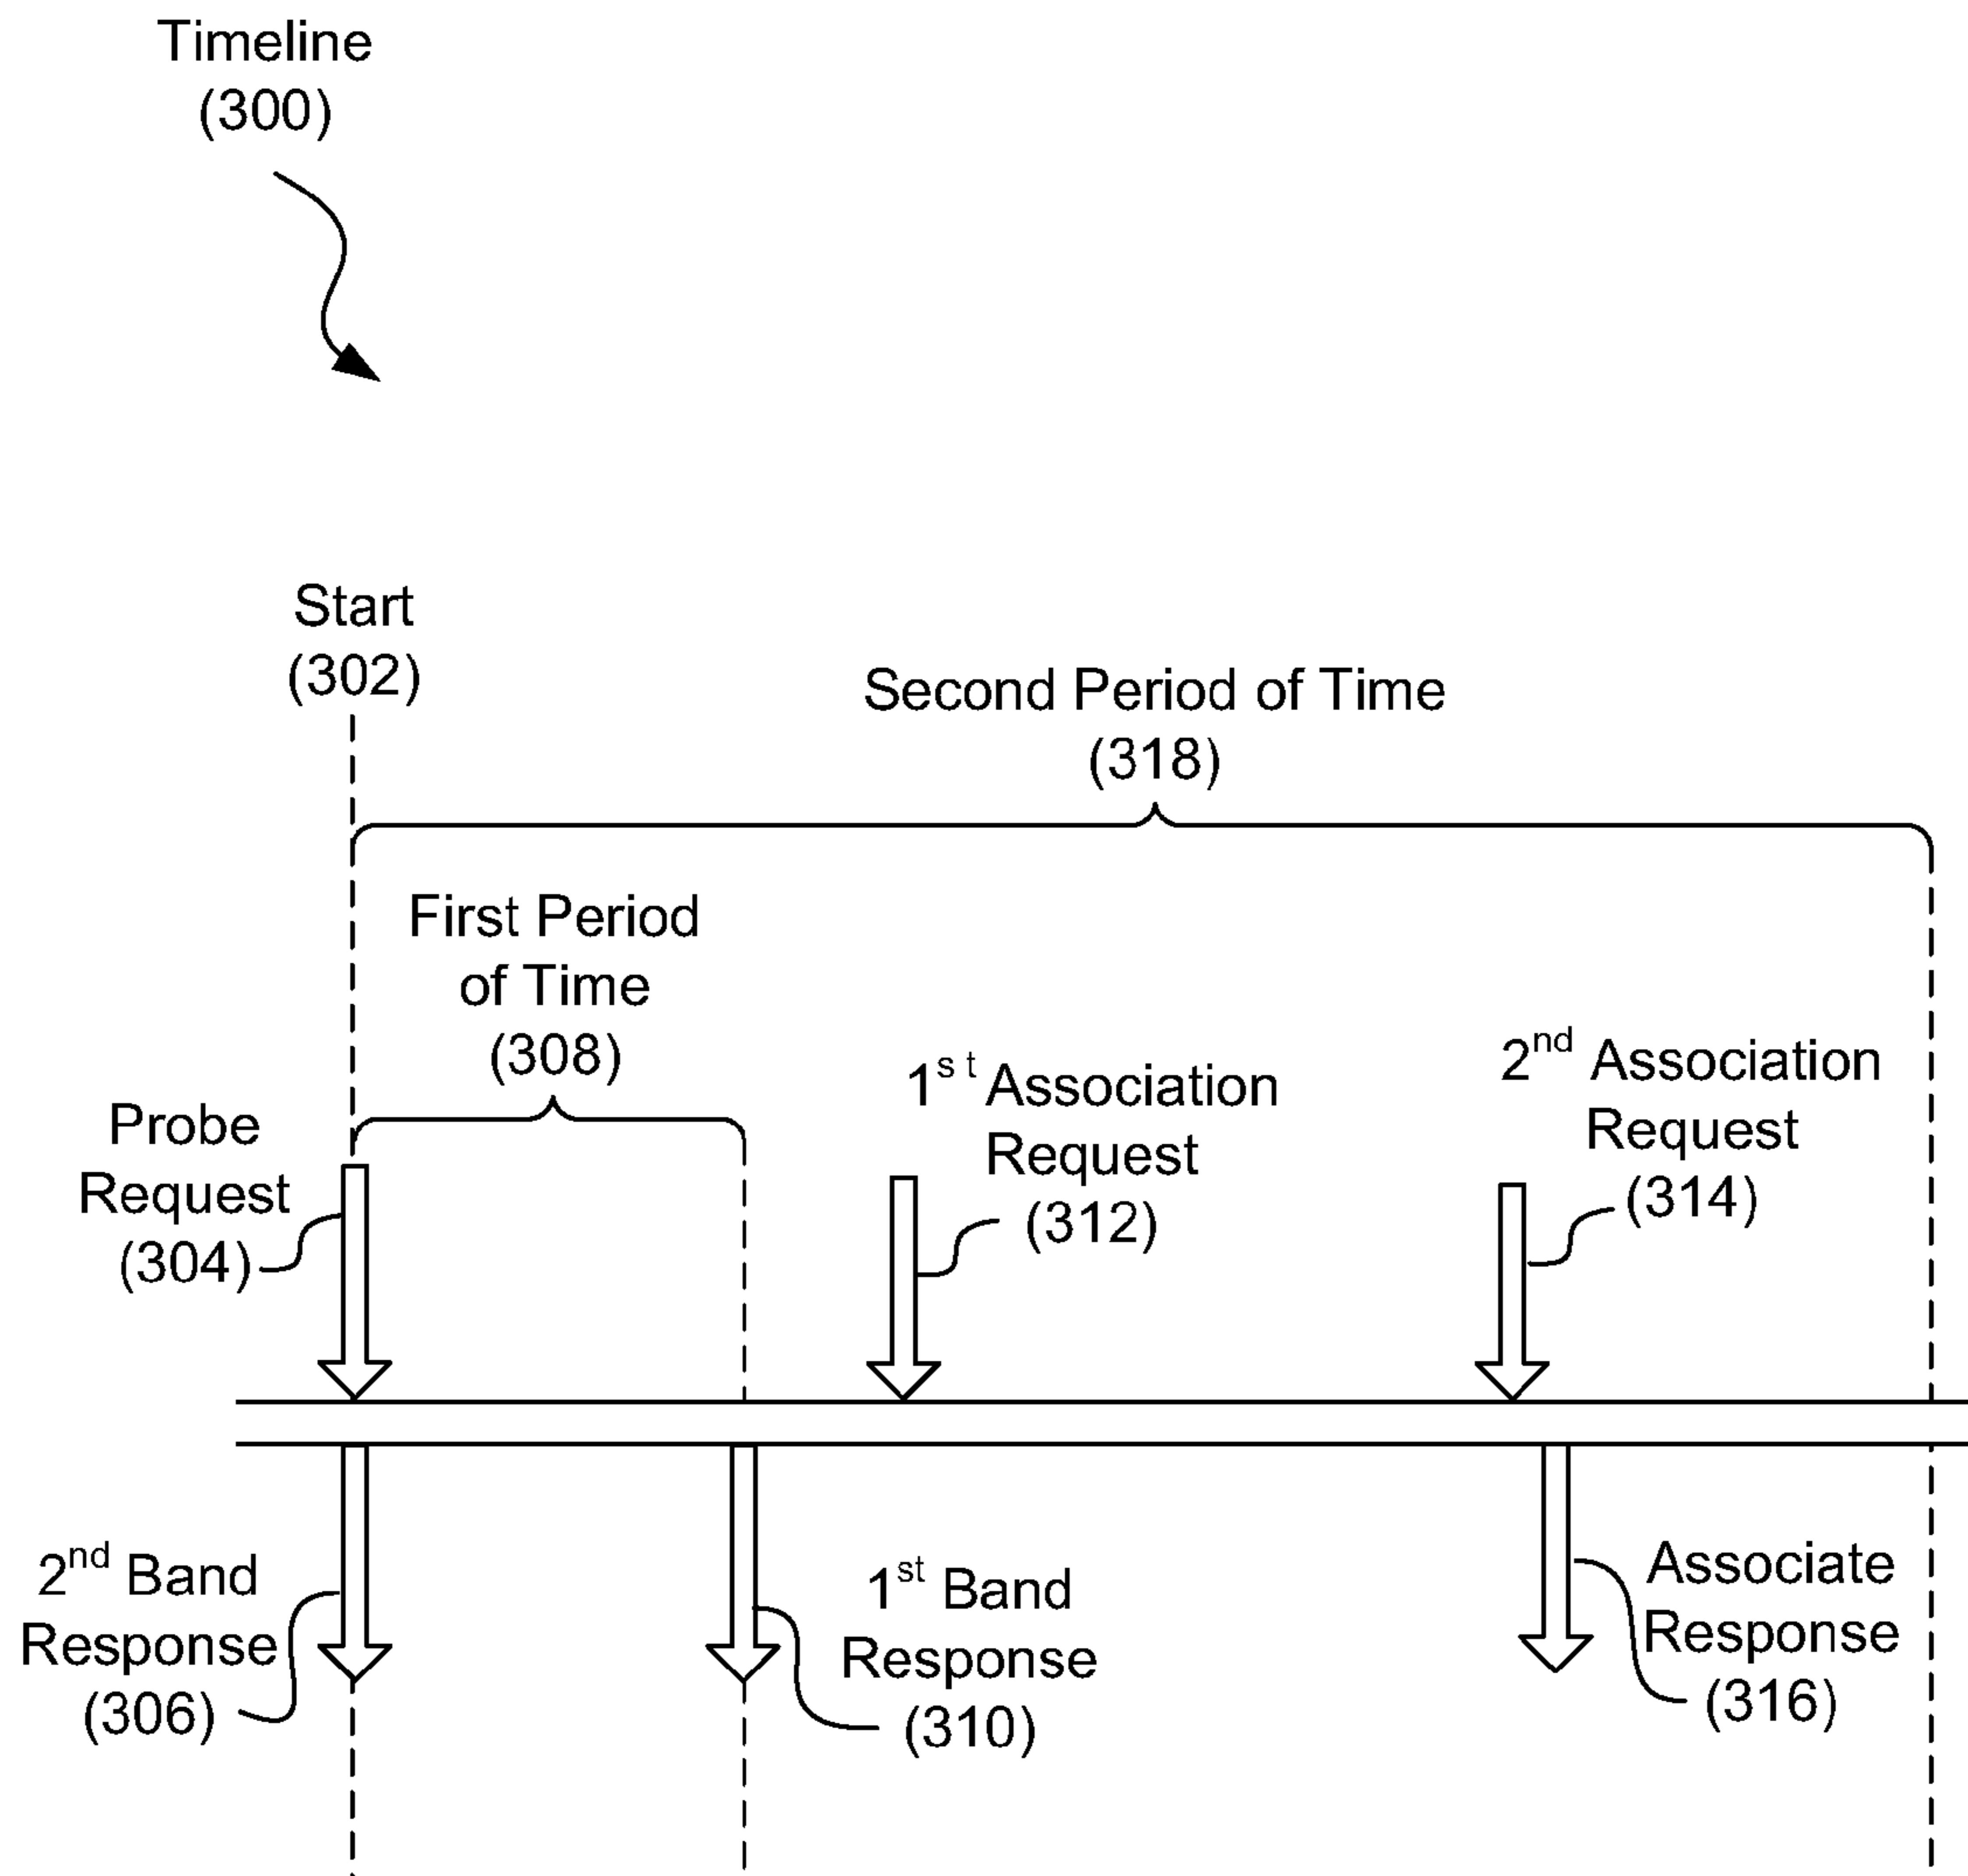 Timeline
(300)
Start
(302)
Second Period of Time
(318)
First Period
of Time
(308)
Probe
Request
(304)
1st Association
Request
(312)
2nd Association
Request
(314)
2nd Band
Response
(306)
1st Band
Response
(310)
Associate
Response
(316)